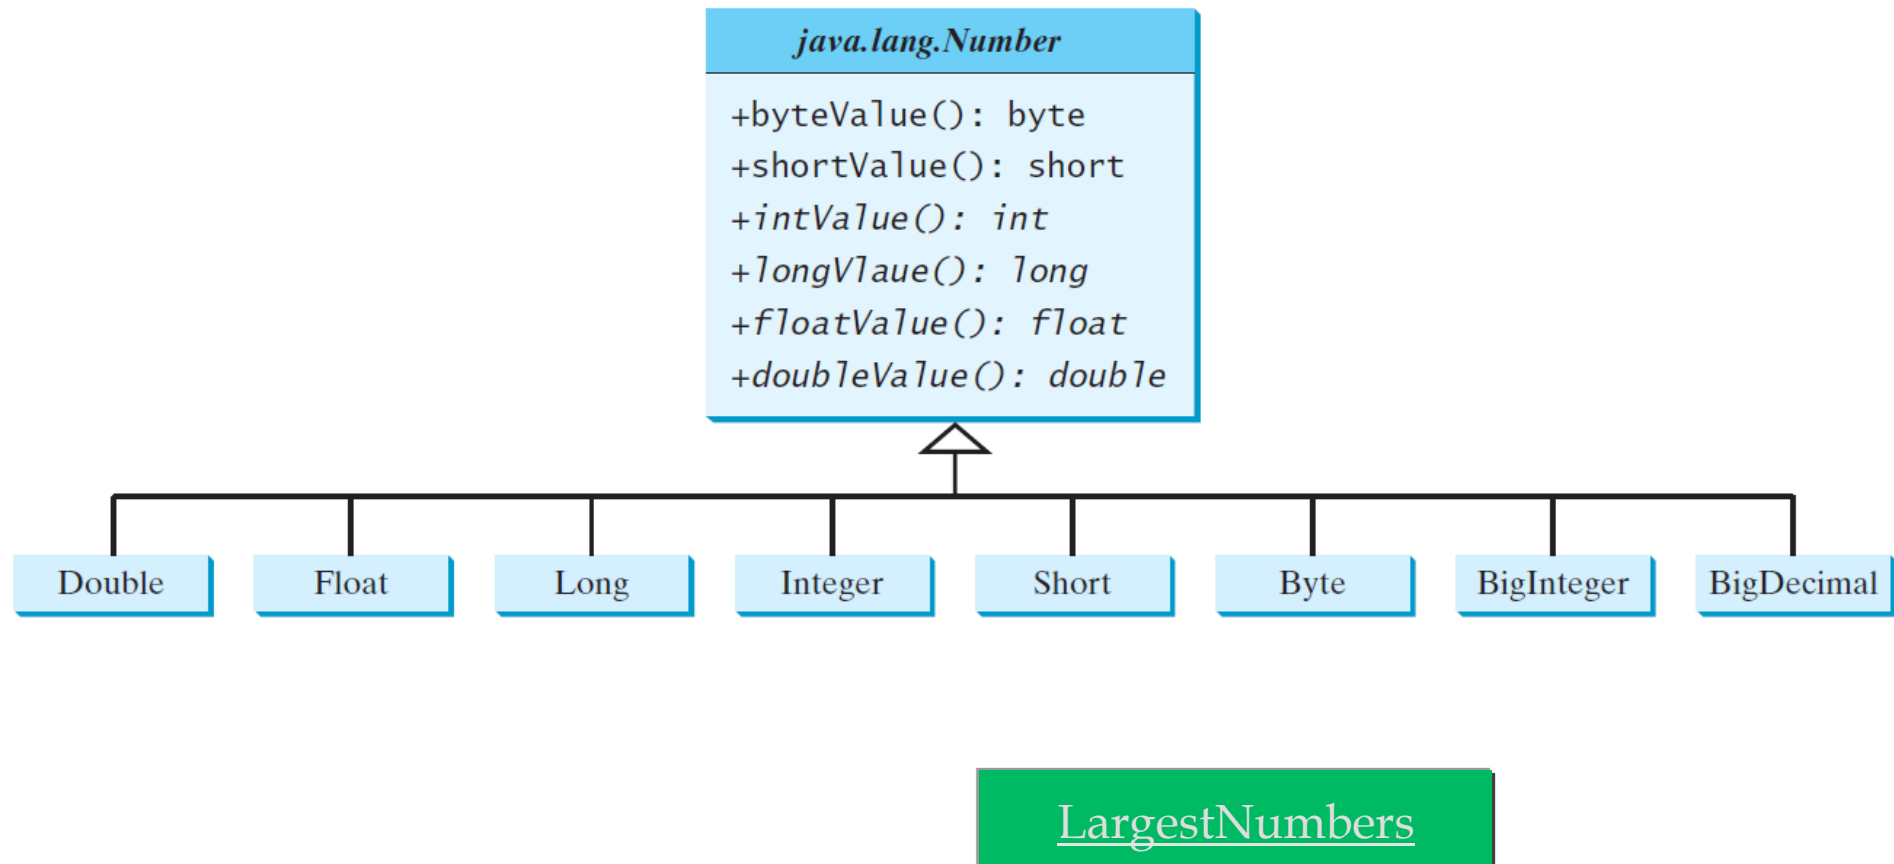 java.lang.Number
+byteValue(): byte
+shortValue(): short
+intValue(): int
+longVlaue(): long
+floatValue(): float
+doubleValue(): double
Double Float Long Integer Short Byte BigInteger BigDecimal
LargestNumbers